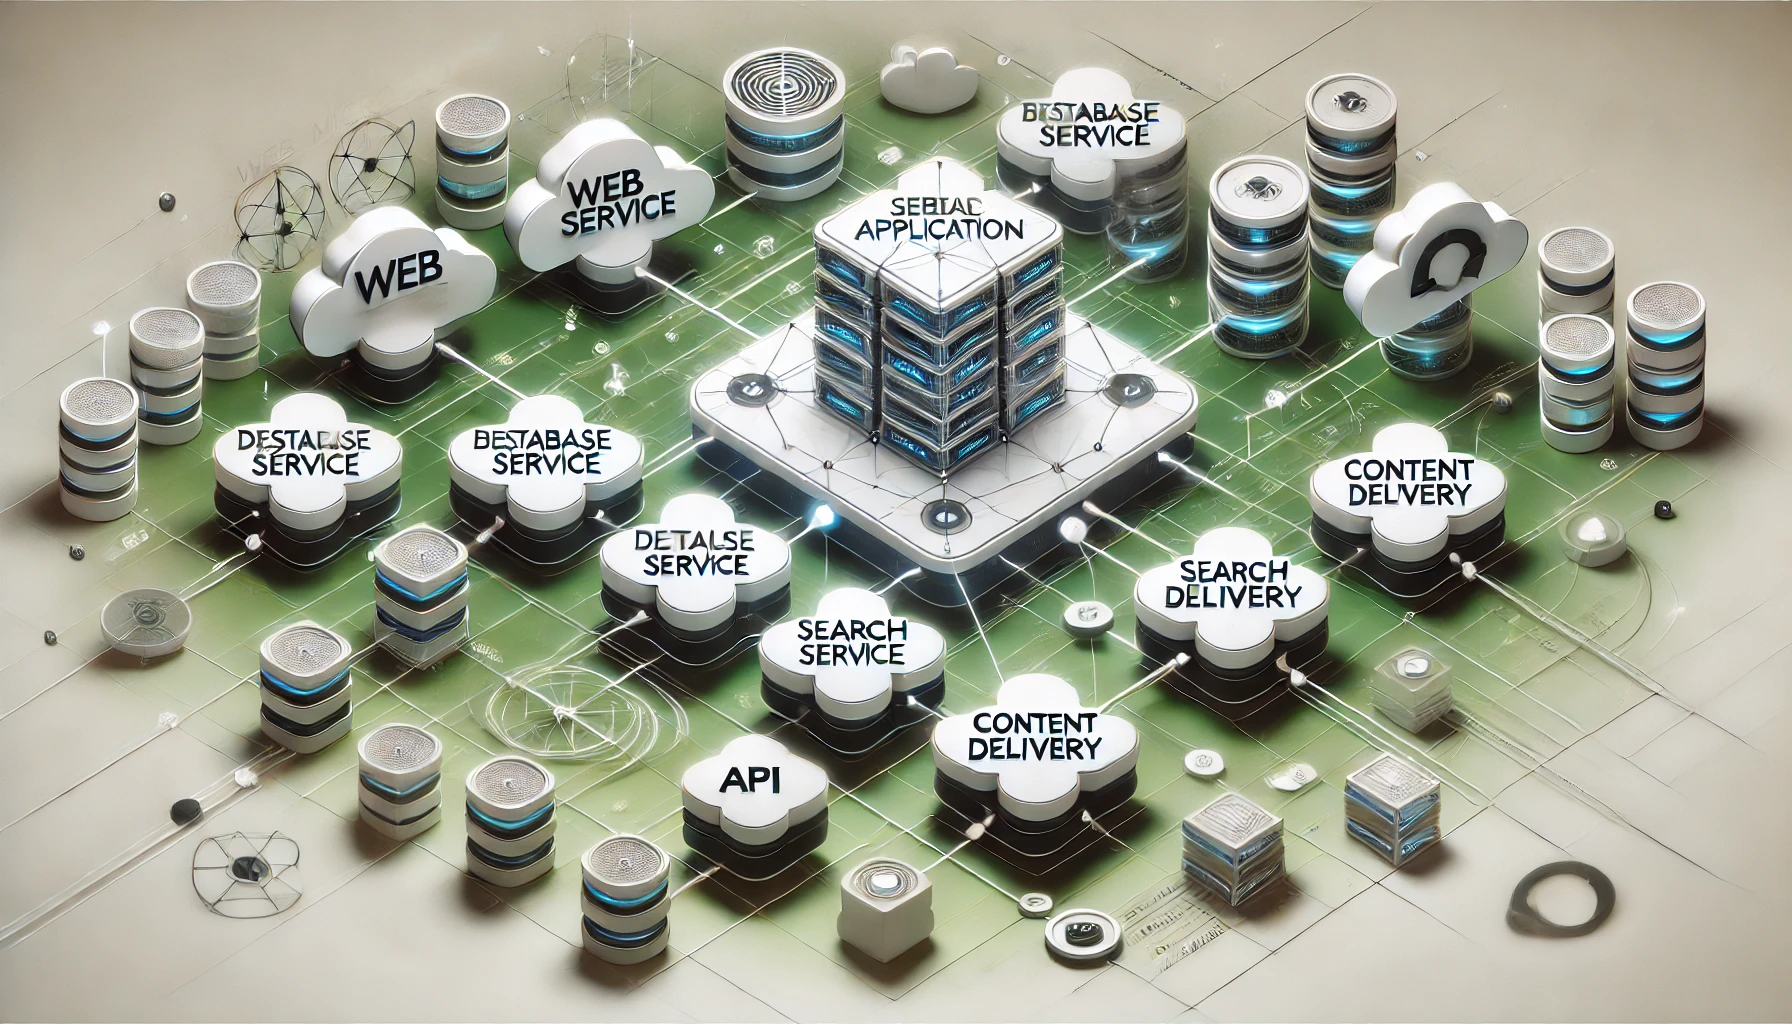 BESTABASE
SERVICE
WEB
SERVICE
APPLICATION
WEB
DESTABASE
SERVICE
BESTABASE
SERVICE
CONTENT
DELIVERY
DETALSE
SERVICE
SEARCH
DELIVERY
SEARCH
SERVICE
CONTENT
DELIVERY
API